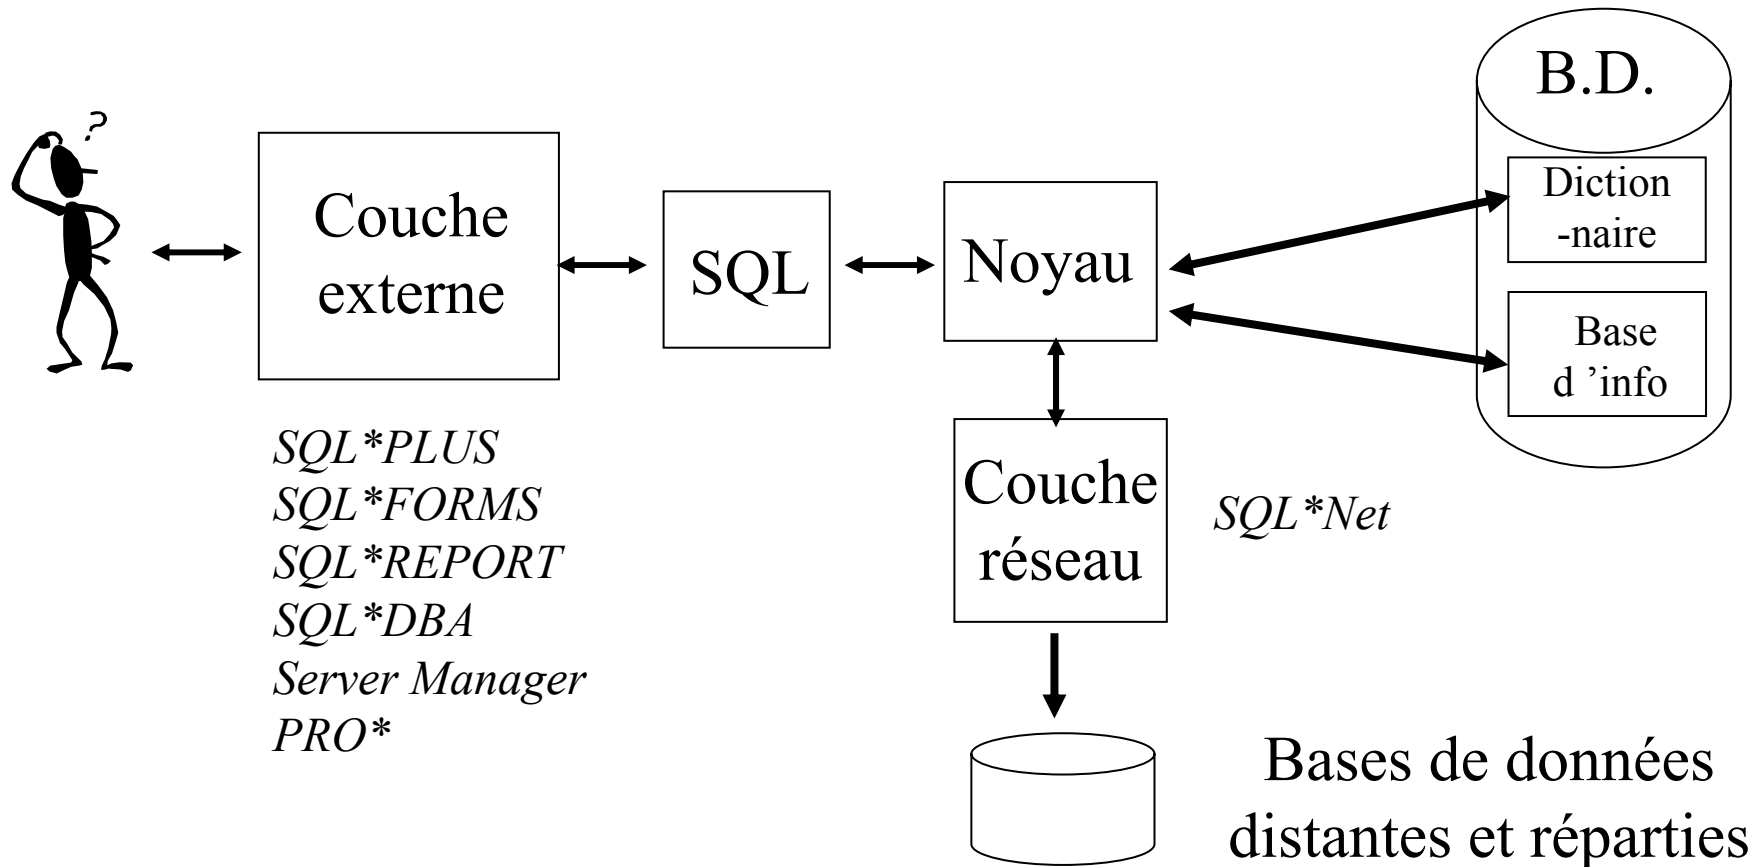 ?
B.D.
Couche
externe
SQL
Noyau
Diction
-naire
Base
d ’info
SQL*PLUS
SQL*FORMS
SQL*REPORT
SQL*DBA
Server Manager
PRO*
Couche
réseau
SQL*Net
Bases de données
distantes et réparties